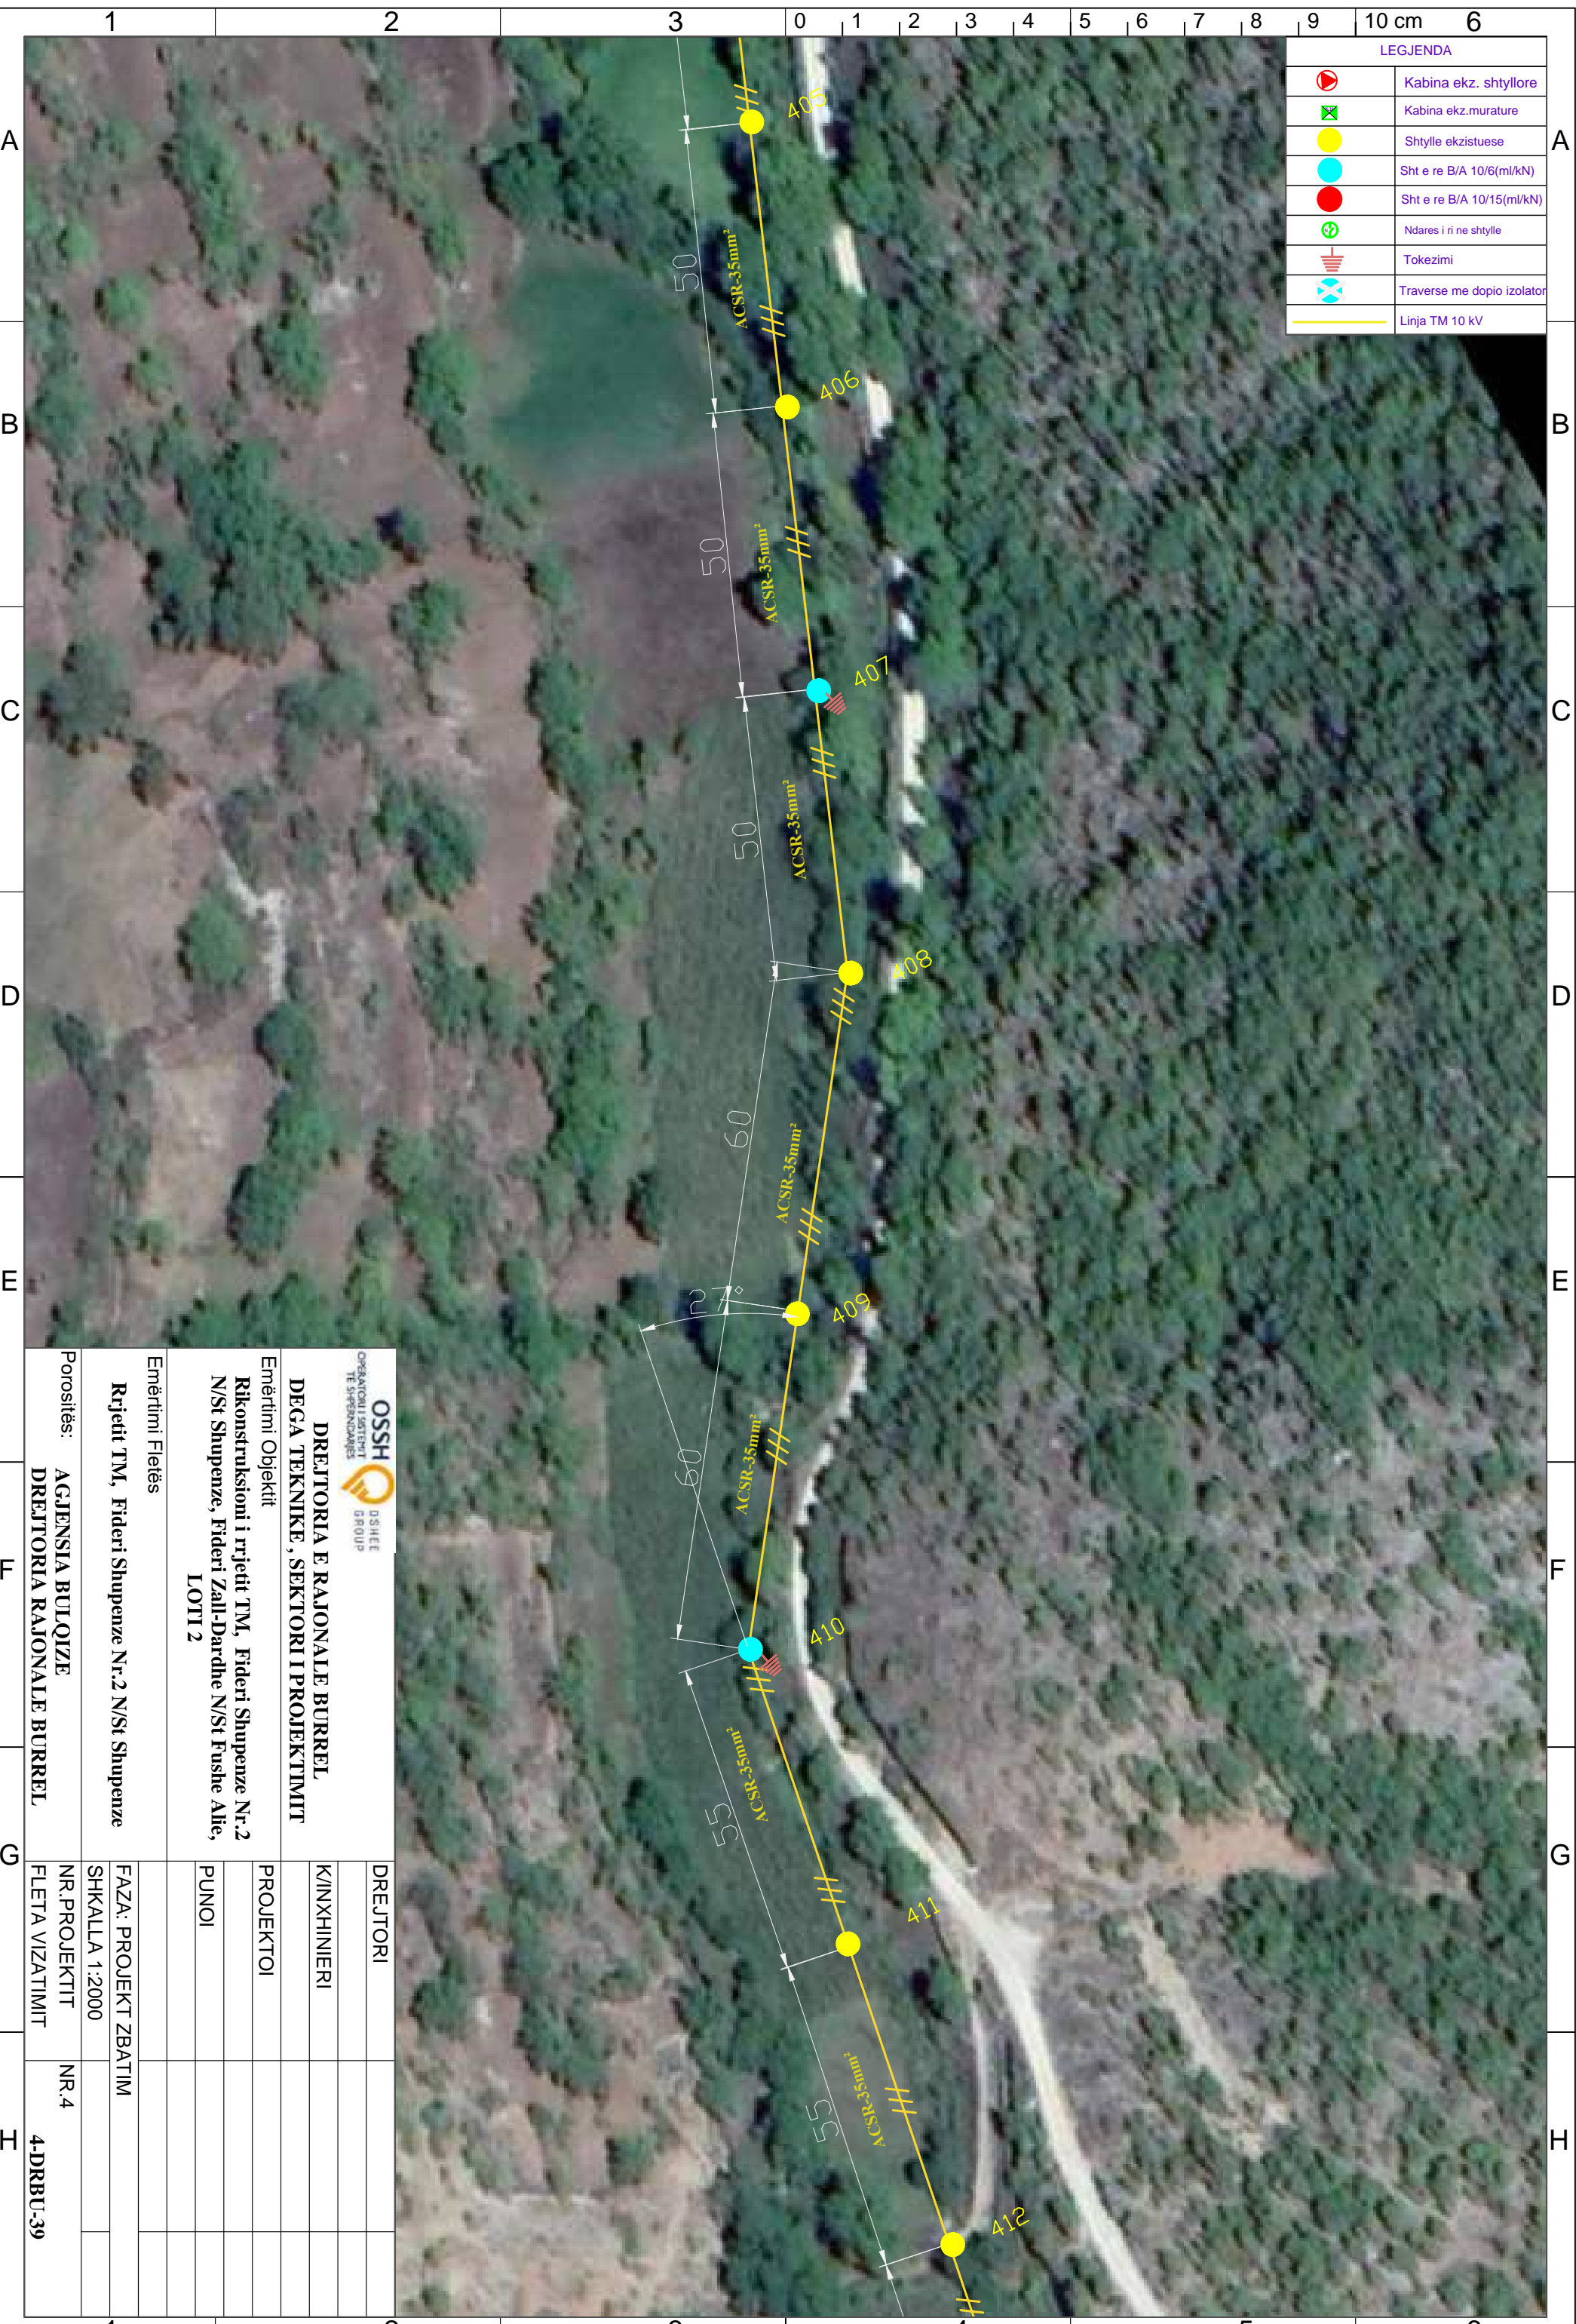 1
2
3
0
1
2
3
4
5
6
7
8
9
10 cm
6
LEGJENDA
Kabina ekz. shtyllore
Kabina ekz.murature
Shtylle ekzistuese
Sht e re B/A 10/6(ml/kN)
Sht e re B/A 10/15(ml/kN)
Ndares i ri ne shtylle
Tokezimi
Traverse me dopio izolator
Linja TM 10 kV
A
A
B
B
C
C
D
D
E
E
F
F
G
G
H
H
405
50
ACSR-35mm²
406
50
ACSR-35mm²
407
50
ACSR-35mm²
408
60
ACSR-35mm²
409
60
ACSR-35mm²
410
55
ACSR-35mm²
411
55
ACSR-35mm²
412
OSSH
OPERATORI I SISTEMIT
TË SHPËRNDARJES
OSHEE
GROUP
DREJTORIA E RAJONALE BURREL
DEGA TEKNIKE , SEKTORI I PROJEKTIMIT
Emërtimi Objektit
Rikonstruksioni i rrjetit TM, Fideri Shupenze Nr.2
N/St Shupenze, Fideri Zall-Dardhe N/St Fushe Alie,
LOTI 2
Emërtimi Fletës
Rrjetit TM, Fideri Shupenze Nr.2 N/St Shupenze
Porositës:
AGJENSIA BULQIZE
DREJTORIA RAJONALE BURREL
DREJTORI
K/INXHINIERI
PROJEKTOI
PUNOI
FAZA: PROJEKT ZBATIM
SHKALLA 1:2000
NR.PROJEKTIT NR.4
FLETA VIZATIMIT 4-DRBU-39